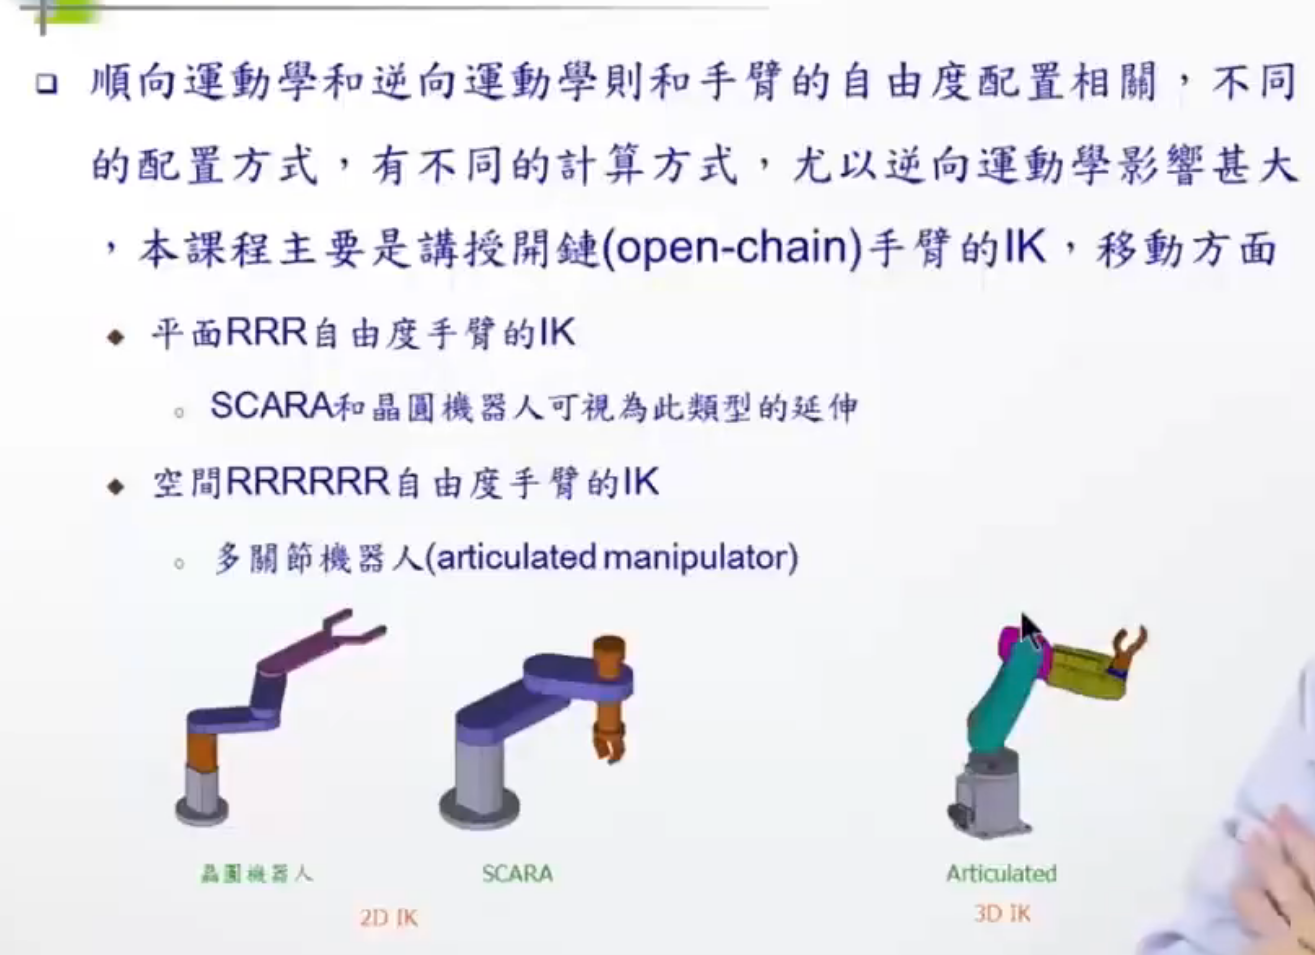 順向運動學和逆向運動學則和手臂的自由度配置相關，不同
的配置方式，有不同的計算方式，尤以逆向運動學影響甚大
，本課程主要是講授開鏈(open-chain)手臂的IK，移動方面
平面RRR自由度手臂的IK
SCARA和晶圓機器人可視為此類型的延伸
空間RRRRRR自由度手臂的IK
多關節機器人(articulated manipulator)
晶圓機器人
SCARA
Articulated
2D IK
3D IK